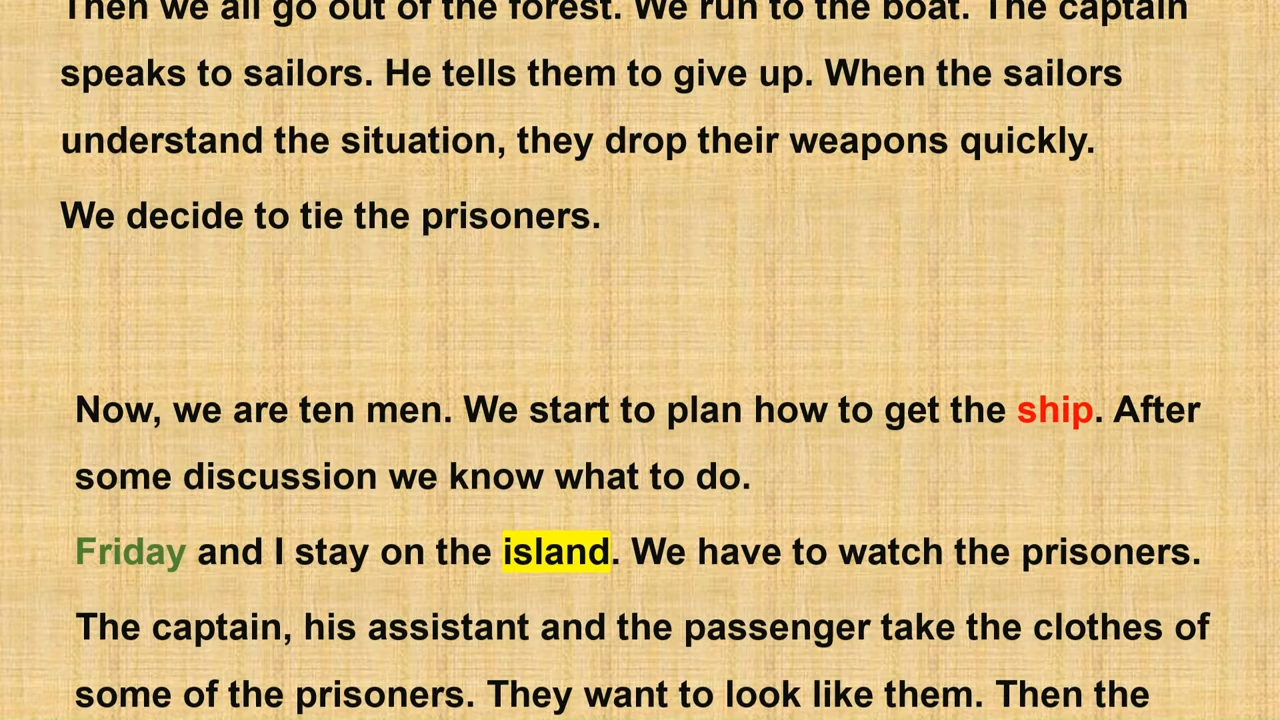 Then we all go out of the forest. We run to the boat. The captain
speaks to sailors. He tells them to give up. When the sailors
understand the situation, they drop their weapons quickly.
We decide to tie the prisoners.
Now, we are ten men. We start to plan how to get the ship. After
some discussion we know what to do.
Friday and I stay on the island. We have to watch the prisoners.
The captain, his assistant and the passenger take the clothes of
some of the prisoners. They want to look like them. Then the